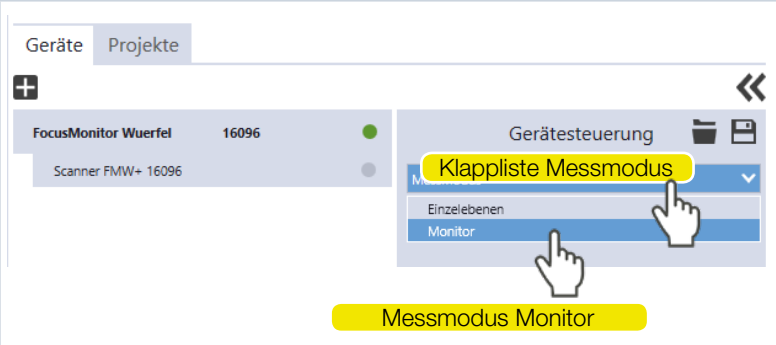 Geräte Projekte
FocusMonitor Wuerfel 16096
Scanner FMW+ 16096
Gerätesteuerung
Klappliste Messmodus
Einzelebenen
Monitor
Messmodus Monitor